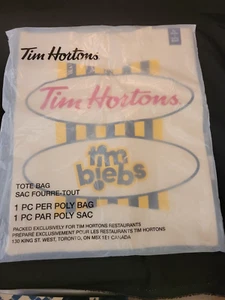 Tim Hortons
Tim Hortons
tim
biebs
TOTE BAG
SAC FOURRE-TOUT
1 PC PER POLY BAG
1 PC PAR POLY SAC
PACKED EXCLUSIVELY FOR TIM HORTONS RESTAURANTS
PRÉPARÉ EXCLUSIVEMENT POUR LES RESTAURANTS TIM HORTONS
130 KING ST. WEST, TORONTO, ON M5X 1E1 CANADA